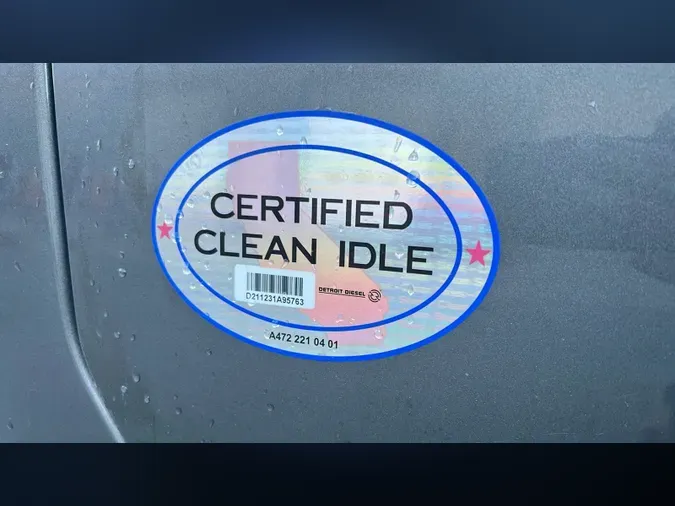 CERTIFIED
CLEAN IDLE
D211231A95763
DETROIT DIESEL
A472 221 04 01